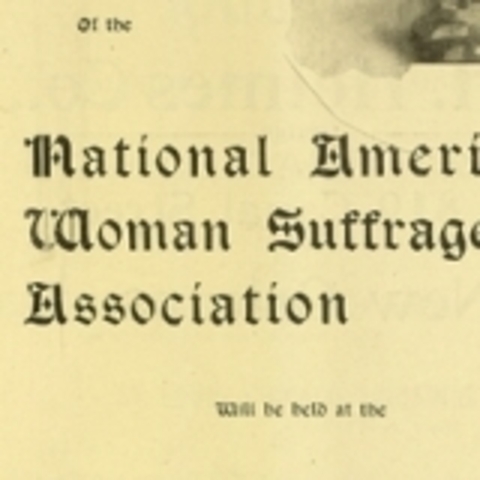 Of the
National Ameri
Woman Suffrage
Association
Will be held at the